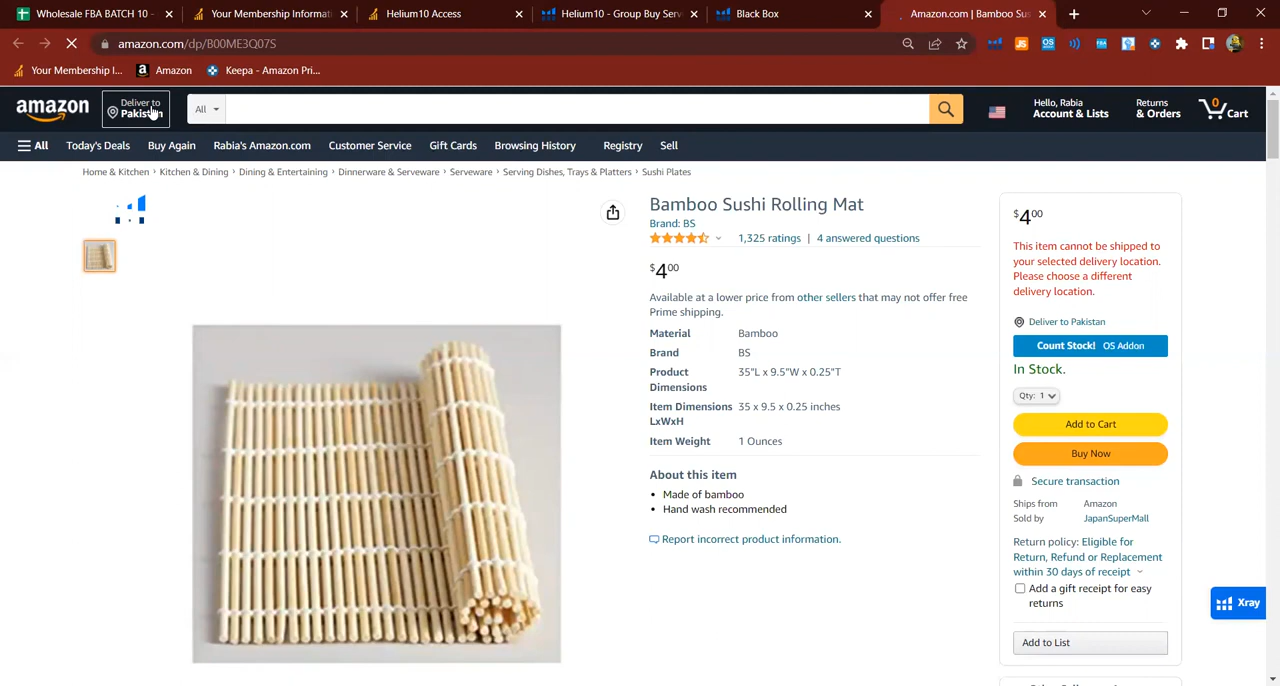 Wholesale FBA BATCH 10 -
Your Membership Informat
Helium10 Access
Helium10 - Group Buy Serv
Black Box
Amazon.com | Bamboo Sus
amazon.com/dp/B00ME3Q07S
Your Membership I...
Amazon
Keepa - Amazon Pri...
amazon
Deliver to
Pakistan
All
Hello, Rabia
Account & Lists
Returns
& Orders
0
Cart
All
Today's Deals
Buy Again
Rabia's Amazon.com
Customer Service
Gift Cards
Browsing History
Registry
Sell
Home & Kitchen › Kitchen & Dining › Dining & Entertaining › Dinnerware & Serveware › Serveware › Serving Dishes, Trays & Platters › Sushi Plates
Bamboo Sushi Rolling Mat
Brand: BS
1,325 ratings | 4 answered questions
$400
Available at a lower price from other sellers that may not offer free
Prime shipping.
Material Bamboo
Brand BS
Product 35"L x 9.5"W x 0.25"T
Dimensions
Item Dimensions 35 x 9.5 x 0.25 inches
LxWxH
Item Weight 1 Ounces
About this item
• Made of bamboo
• Hand wash recommended
Report incorrect product information.
$400
This item cannot be shipped to
your selected delivery location.
Please choose a different
delivery location.
Deliver to Pakistan
Count Stock! OS Addon
In Stock.
Qty: 1
Add to Cart
Buy Now
Secure transaction
Ships from Amazon
Sold by JapanSuperMall
Return policy: Eligible for
Return, Refund or Replacement
within 30 days of receipt
Add a gift receipt for easy
returns
Xray
Add to List